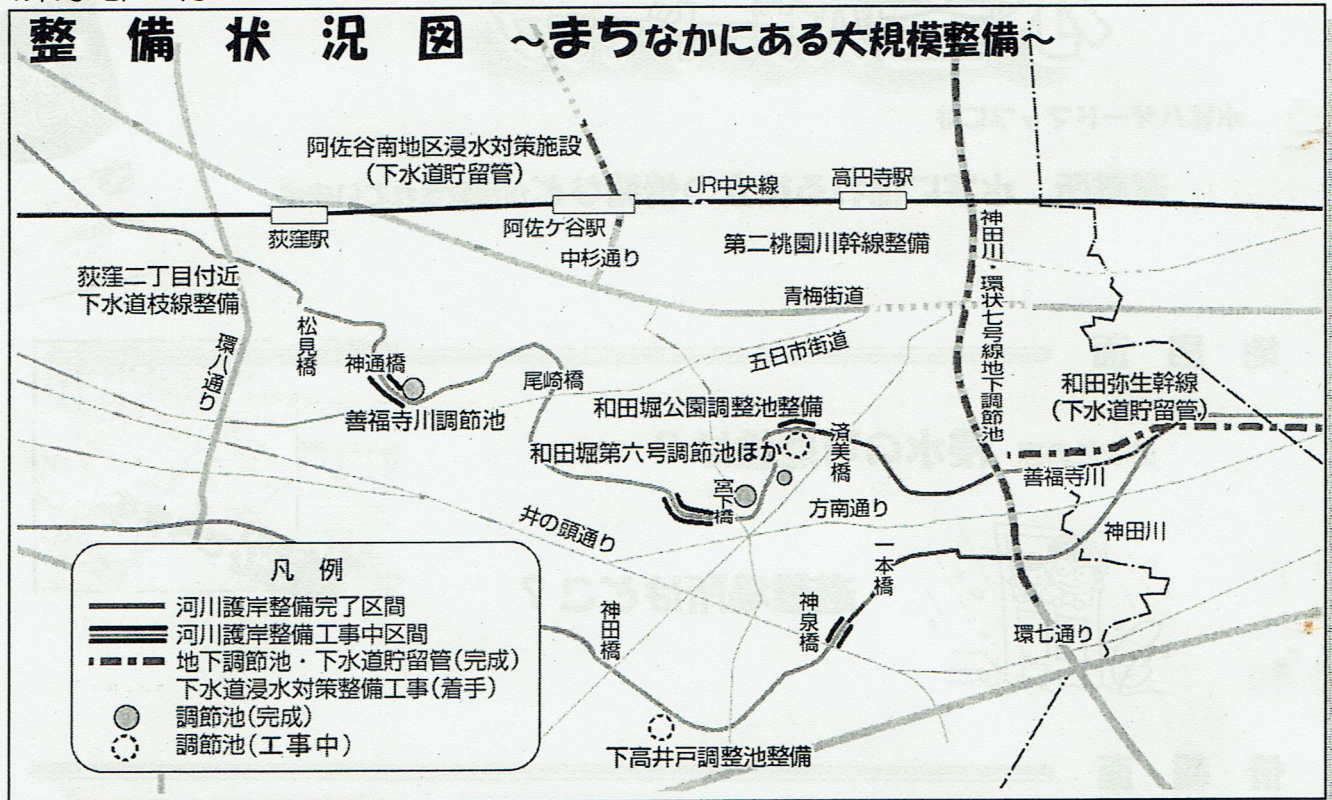 整備状況図 ～まちなかにある大規模整備～
阿佐谷南地区浸水対策施設
（下水道貯留管）
JR中央線
高円寺駅
荻窪駅
阿佐ケ谷駅
中杉通り
第二桃園川幹線整備
神田川・環状七号線地下調節池
荻窪二丁目付近
下水道枝線整備
青梅街道
松見橋
環八通り
神通橋
五日市街道
尾崎橋
善福寺川調節池
和田堀公園調整池整備
和田弥生幹線
（下水道貯留管）
済美橋
和田堀第六号調節池ほか
善福寺川
宮下橋
方南通り
井の頭通り
神田川
一本橋
神泉橋
神田橋
環七通り
下高井戸調整池整備
凡例
河川護岸整備完了区間
河川護岸整備工事中区間
地下調節池・下水道貯留管（完成）
下水道浸水対策整備工事（着手）
調節池（完成）
調節池（工事中）